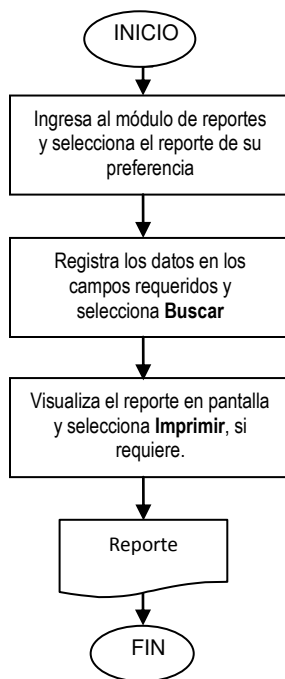 INICIO
Ingresa al módulo de reportes
y selecciona el reporte de su
preferencia
Registra los datos en los
campos requeridos y
selecciona Buscar
Visualiza el reporte en pantalla
y selecciona Imprimir, si
requiere.
Reporte
FIN